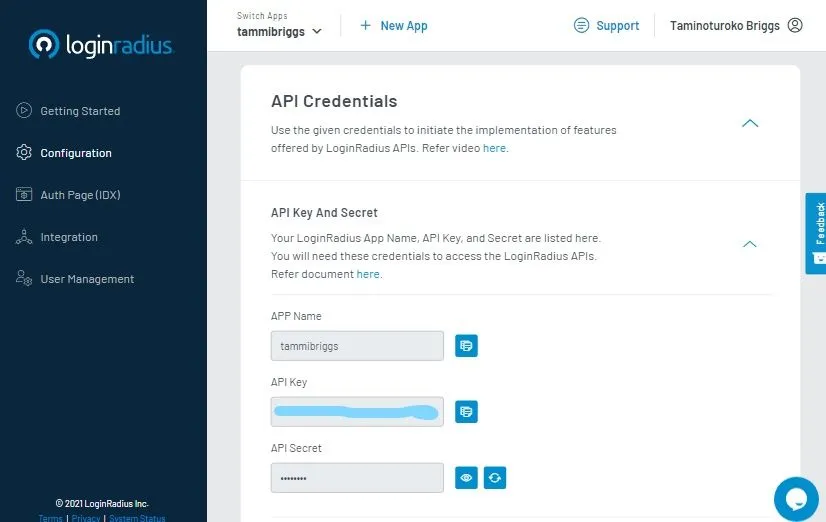 loginradius
Getting Started
Configuration
Auth Page (IDX)
Integration
User Management
© 2021 LoginRadius Inc.
Terms | Privacy | System Status
Switch Apps
tammibriggs
+ New App
Support
Taminoturoko Briggs
API Credentials
Use the given credentials to initiate the implementation of features
offered by LoginRadius APIs. Refer video here.
API Key And Secret
Your LoginRadius App Name, API Key, and Secret are listed here.
You will need these credentials to access the LoginRadius APIs.
Refer document here.
APP Name
tammibriggs
API Key
API Secret
••••••••
Feedback